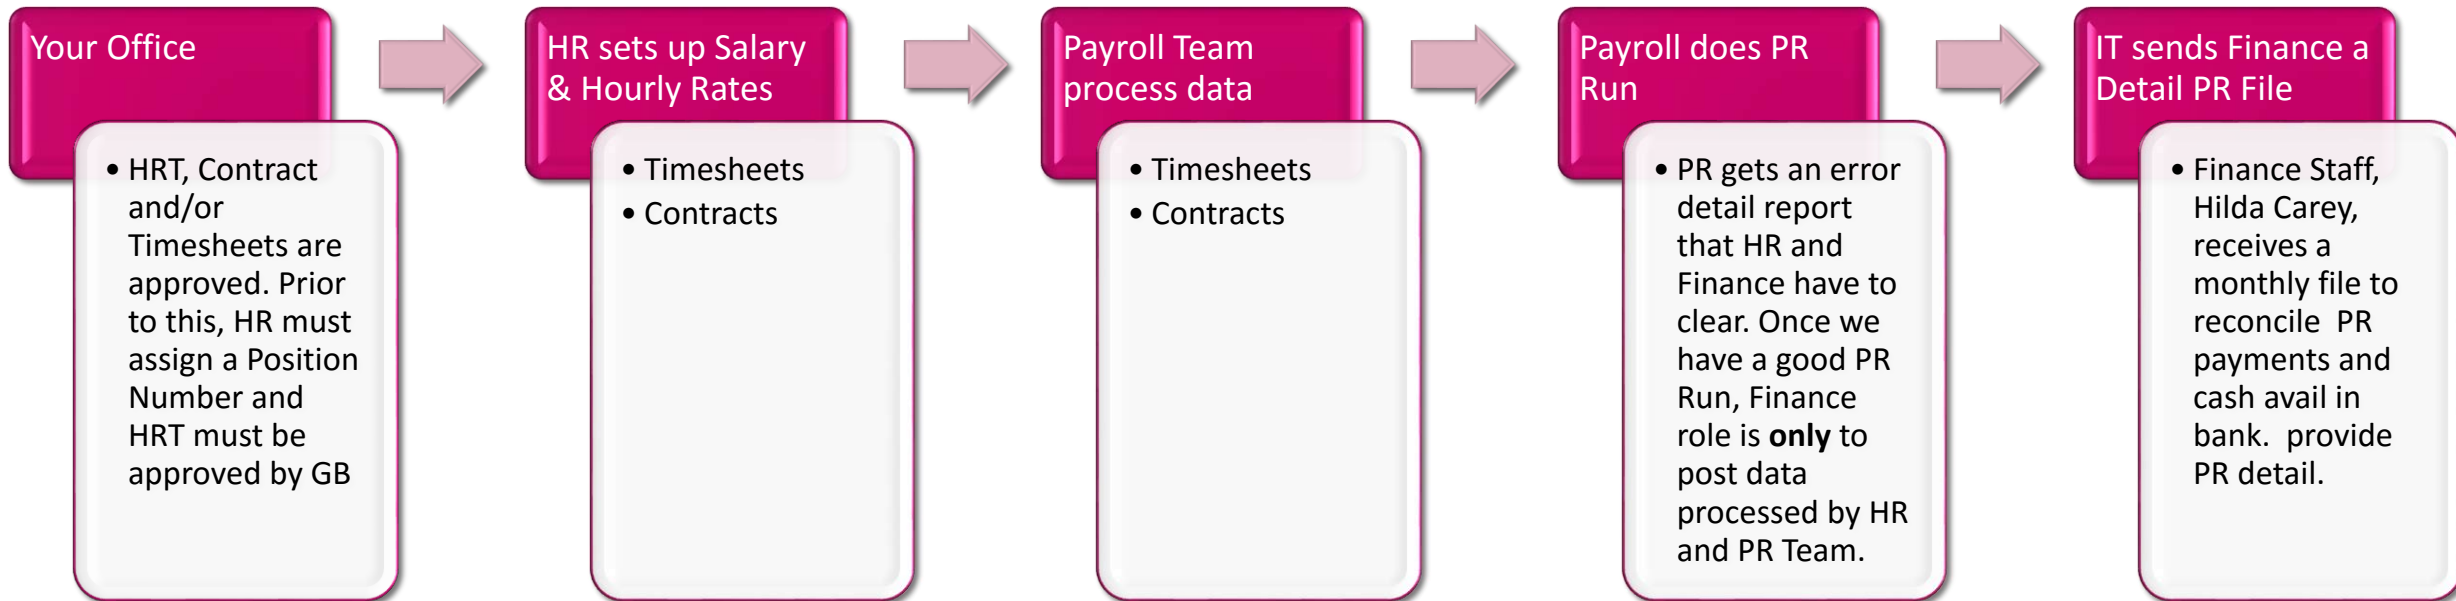 Your Office
• HRT, Contract
and/or
Timesheets are
approved. Prior
to this, HR must
assign a Position
Number and
HRT must be
approved by GB
HR sets up Salary
& Hourly Rates
• Timesheets
• Contracts
Payroll Team
process data
• Timesheets
• Contracts
Payroll does PR
Run
• PR gets an error
detail report
that HR and
Finance have to
clear. Once we
have a good PR
Run, Finance
role is only to
post data
processed by HR
and PR Team.
IT sends Finance a
Detail PR File
• Finance Staff,
Hilda Carey,
receives a
monthly file to
reconcile  PR
payments and
cash avail in
bank.  provide
PR detail.